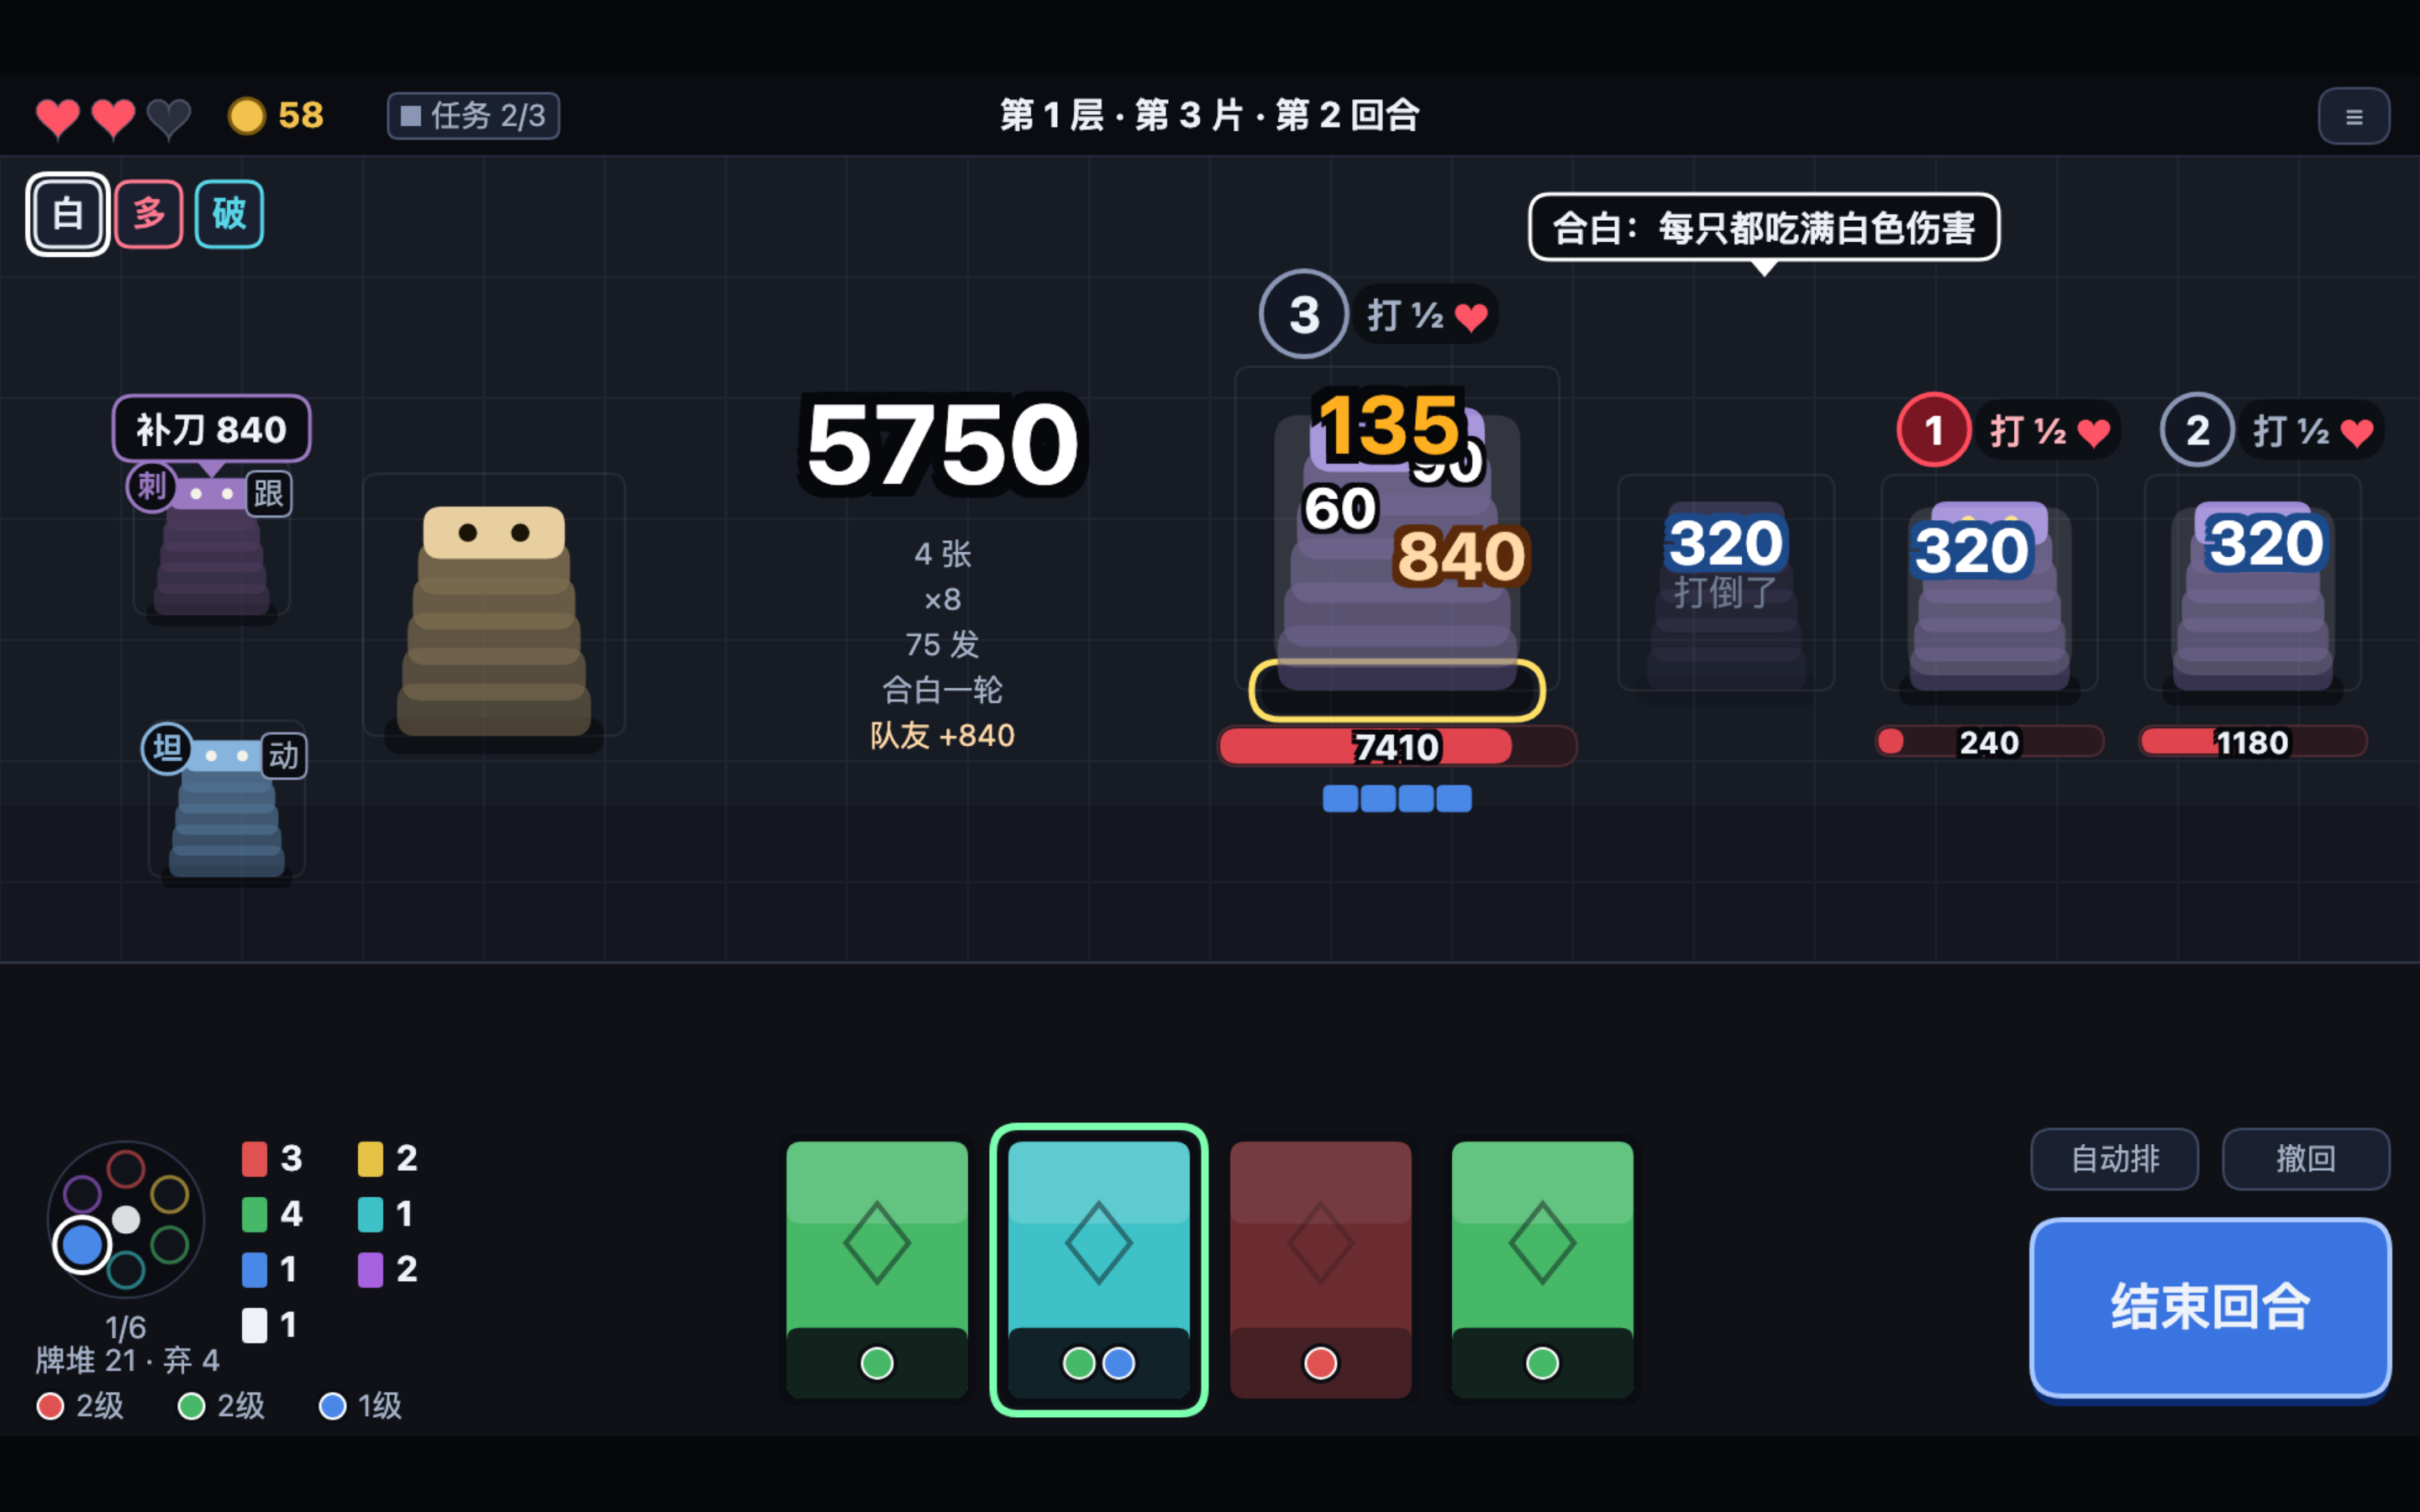 58
任务 2/3
第 1 层 · 第 3 片 · 第 2 回合
≡
白
多
破
合白：每只都吃满白色伤害
3
打 ½
补刀 840
刺
跟
坦
动
5750
4 张
×8
75 发
合白一轮
队友 +840
135
90
60
840
7410
320
打倒了
1
打 ½
320
240
2
打 ½
320
1180
3
2
4
1
1
2
1
1/6
牌堆 21 · 弃 4
2级
2级
1级
自动排
撤回
结束回合